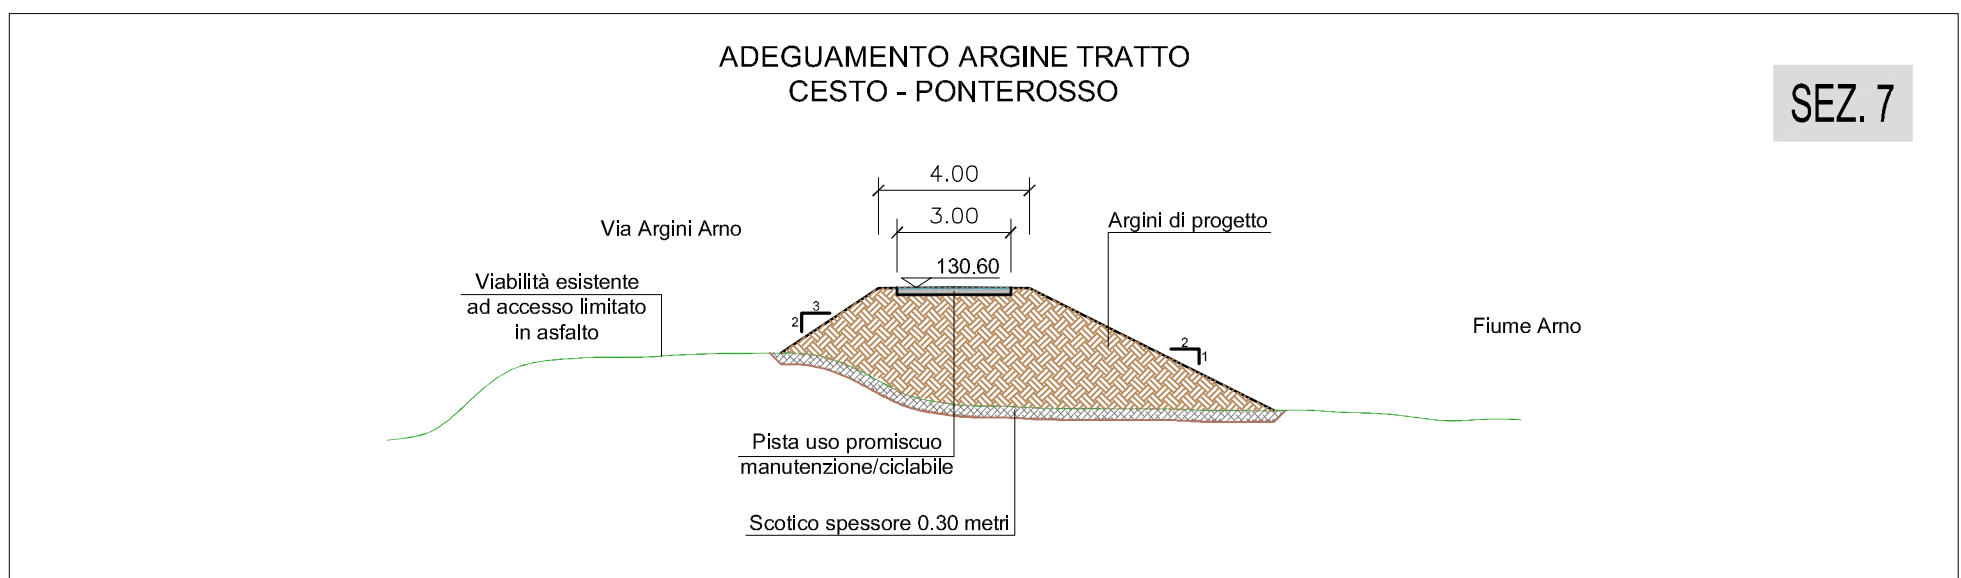 ADEGUAMENTO ARGINE TRATTO
CESTO - PONTEROSSO
SEZ. 7
4.00
3.00
Via Argini Arno
Argini di progetto
130.60
Viabilità esistente
ad accesso limitato
in asfalto
3
2
Fiume Arno
2
1
Pista uso promiscuo
manutenzione/ciclabile
Scotico spessore 0.30 metri